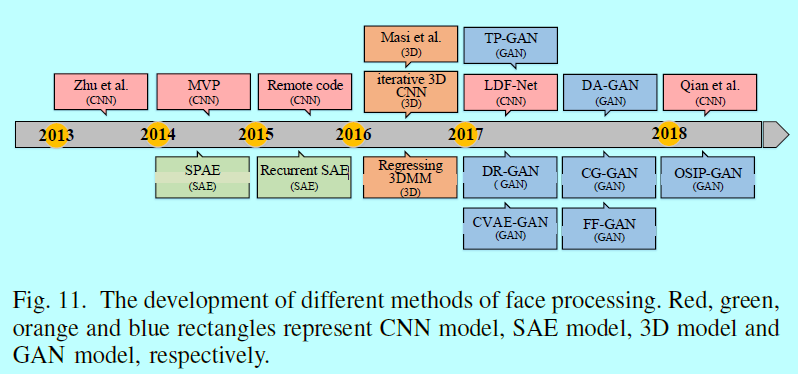 Masi et al.
(3D)
TP-GAN
(GAN)
Zhu et al.
(CNN)
MVP
(CNN)
Remote code
(CNN)
iterative 3D
CNN
(3D)
LDF-Net
(CNN)
DA-GAN
(GAN)
Qian et al.
(CNN)
2013
2014
2015
2016
2017
2018
SPAE
(SAE)
Recurrent SAE
(SAE)
Regressing
3DMM
(3D)
DR-GAN
( GAN)
CG-GAN
(GAN)
OSIP-GAN
(GAN)
CVAE-GAN
(GAN)
FF-GAN
(GAN)
Fig. 11. The development of different methods of face processing. Red, green,
orange and blue rectangles represent CNN model, SAE model, 3D model and
GAN model, respectively.